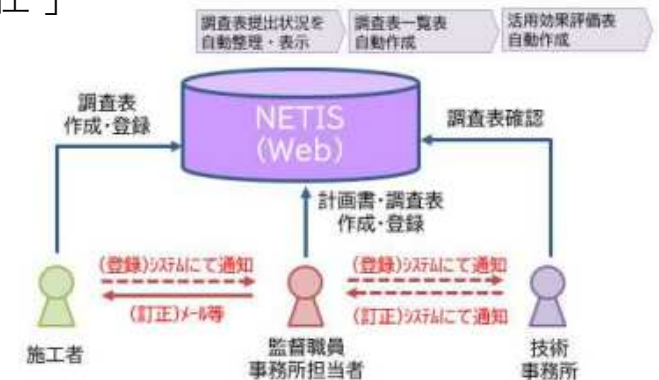 調査表提出状況を
自動整理・表示
調査表一覧表
自動作成
活用効果評価表
自動作成
調査表
作成・登録
NETIS
(Web)
調査表確認
計画書・調査表
作成・登録
(登録)システムにて通知
(訂正)メール等
(登録)システムにて通知
(訂正)システムにて通知
施工者
監督職員
事務所担当者
技術
事務所